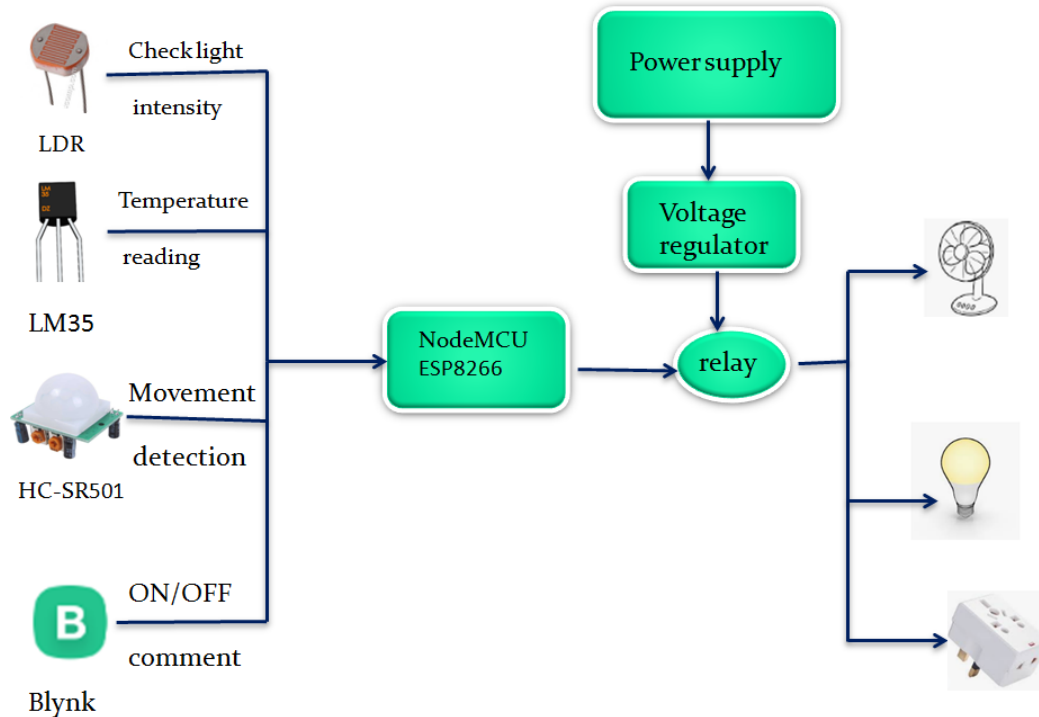 Check light
intensity
LDR
Temperature
reading
LM35
Movement
detection
HC-SR501
ON/OFF
comment
B
Blynk
NodeMCU
ESP8266
Power supply
Voltage
regulator
relay